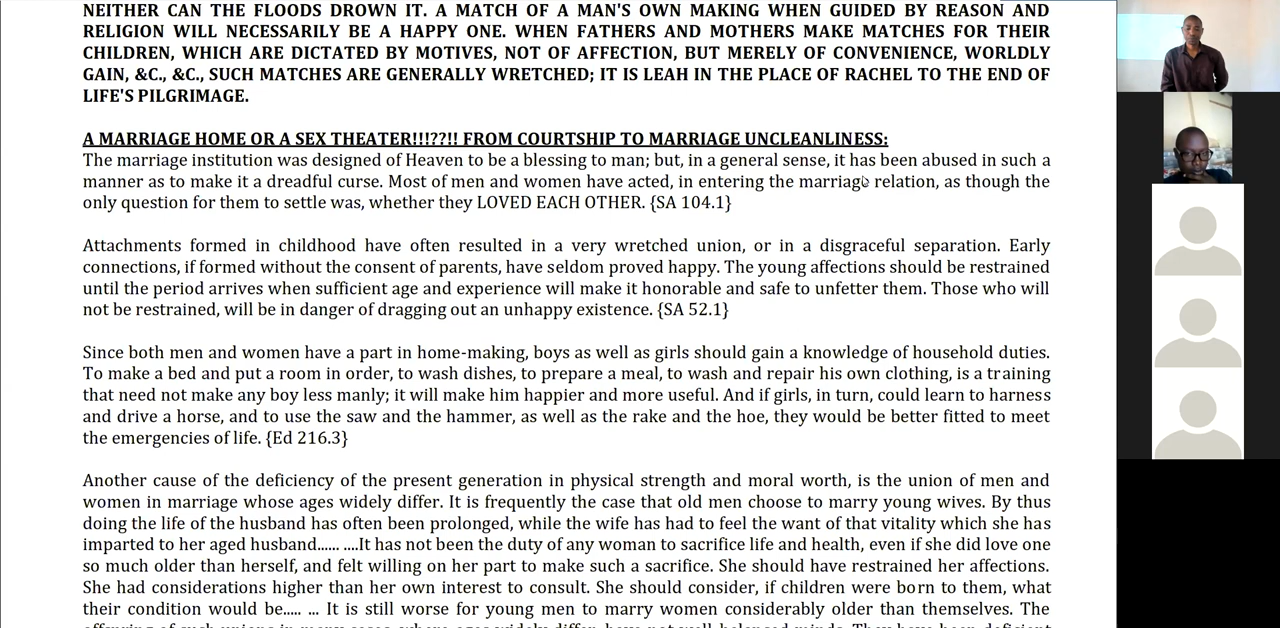 NEITHER CAN THE FLOODS DROWN IT. A MATCH OF A MAN'S OWN MAKING WHEN GUIDED BY REASON AND
RELIGION WILL NECESSARILY BE A HAPPY ONE. WHEN FATHERS AND MOTHERS MAKE MATCHES FOR THEIR
CHILDREN, WHICH ARE DICTATED BY MOTIVES, NOT OF AFFECTION, BUT MERELY OF CONVENIENCE, WORLDLY
GAIN, &C., &C., SUCH MATCHES ARE GENERALLY WRETCHED; IT IS LEAH IN THE PLACE OF RACHEL TO THE END OF
LIFE'S PILGRIMAGE.
A MARRIAGE HOME OR A SEX THEATER!!!??!! FROM COURTSHIP TO MARRIAGE UNCLEANLINESS:
The marriage institution was designed of Heaven to be a blessing to man; but, in a general sense, it has been abused in such a
manner as to make it a dreadful curse. Most of men and women have acted, in entering the marriage relation, as though the
only question for them to settle was, whether they LOVED EACH OTHER. {SA 104.1}
Attachments formed in childhood have often resulted in a very wretched union, or in a disgraceful separation. Early
connections, if formed without the consent of parents, have seldom proved happy. The young affections should be restrained
until the period arrives when sufficient age and experience will make it honorable and safe to unfetter them. Those who will
not be restrained, will be in danger of dragging out an unhappy existence. {SA 52.1}
Since both men and women have a part in home-making, boys as well as girls should gain a knowledge of household duties.
To make a bed and put a room in order, to wash dishes, to prepare a meal, to wash and repair his own clothing, is a training
that need not make any boy less manly; it will make him happier and more useful. And if girls, in turn, could learn to harness
and drive a horse, and to use the saw and the hammer, as well as the rake and the hoe, they would be better fitted to meet
the emergencies of life. {Ed 216.3}
Another cause of the deficiency of the present generation in physical strength and moral worth, is the union of men and
women in marriage whose ages widely differ. It is frequently the case that old men choose to marry young wives. By thus
doing the life of the husband has often been prolonged, while the wife has had to feel the want of that vitality which she has
imparted to her aged husband...... ....It has not been the duty of any woman to sacrifice life and health, even if she did love one
so much older than herself, and felt willing on her part to make such a sacrifice. She should have restrained her affections.
She had considerations higher than her own interest to consult. She should consider, if children were born to them, what
their condition would be..... ... It is still worse for young men to marry women considerably older than themselves. The
offspring of such unions in many cases, where ages widely differ, have not well-balanced minds. They have been deficient